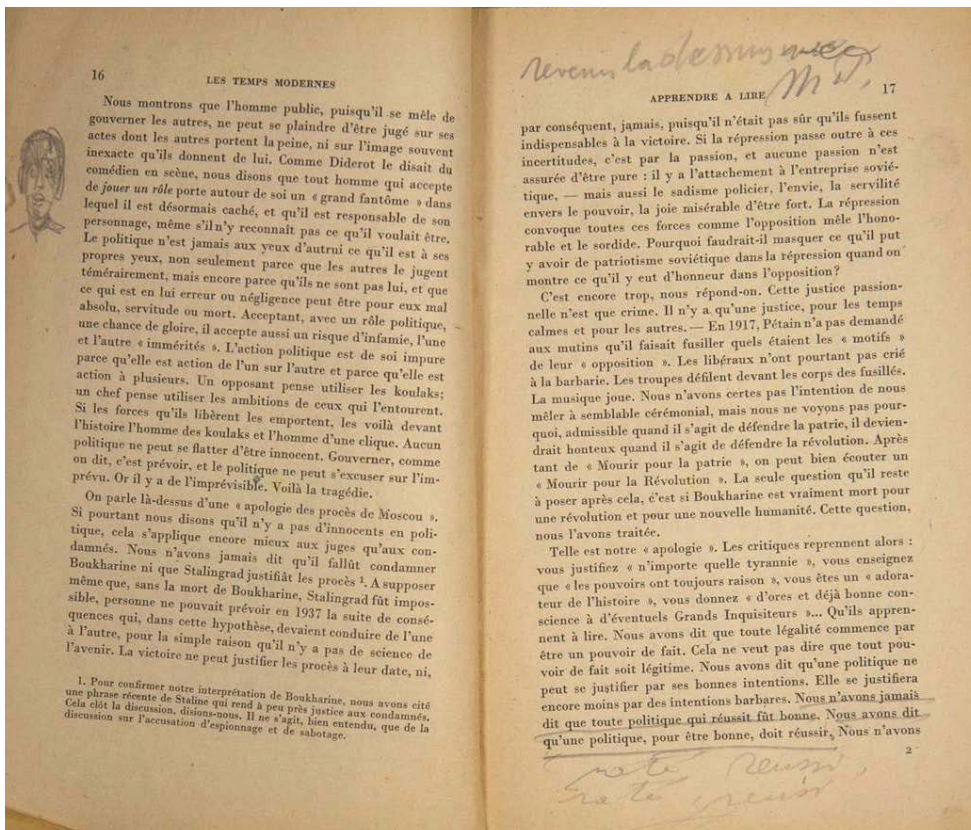 16
LES TEMPS MODERNES
Nous montrons que l'homme public, puisqu'il se mêle de
gouverner les autres, ne peut se plaindre d'être jugé sur ses
actes dont les autres portent la peine, ni sur l'image souvent
inexacte qu'ils donnent de lui. Comme Diderot le disait du
comédien en scène, nous disons que tout homme qui accepte
de jouer un rôle porte autour de soi un « grand fantôme » dans
lequel il est désormais caché, et qu'il est responsable de son
personnage, même s'il n'y reconnaît pas ce qu'il voulait être.
Le politique n'est jamais aux yeux d'autrui ce qu'il est à ses
propres yeux, non seulement parce que les autres le jugent
témérairement, mais encore parce qu'ils ne sont pas lui, et que
ce qui est en lui erreur ou négligence peut être pour eux mal
absolu, servitude ou mort. Acceptant, avec un rôle politique,
une chance de gloire, il accepte aussi un risque d'infamie, l'une
et l'autre « immérités ». L'action politique est de soi impure
parce qu'elle est action de l'un sur l'autre et parce qu'elle est
action à plusieurs. Un opposant pense utiliser les koulaks;
un chef pense utiliser les ambitions de ceux qui l'entourent.
Si les forces qu'ils libèrent les emportent, les voilà devant
l'histoire l'homme des koulaks et l'homme d'une clique. Aucun
politique ne peut se flatter d'être innocent. Gouverner, comme
on dit, c'est prévoir, et le politique ne peut s'excuser sur l'im-
prévu. Or il y a de l'imprévisible. Voilà la tragédie.
On parle là-dessus d'une « apologie des procès de Moscou ».
Si pourtant nous disons qu'il n'y a pas d'innocents en poli-
tique, cela s'applique encore mieux aux juges qu'aux con-
damnés. Nous n'avons jamais dit qu'il fallût condamner
Boukharine ni que Stalingrad justifiât les procès 1. A supposer
même que, sans la mort de Boukharine, Stalingrad fût impos-
sible, personne ne pouvait prévoir en 1937 la suite de consé-
quences qui, dans cette hypothèse, devaient conduire de l'une
à l'autre, pour la simple raison qu'il n'y a pas de science de
l'avenir. La victoire ne peut justifier les procès à leur date, ni,
1. Pour confirmer notre interprétation de Boukharine, nous avons cité
une phrase récente de Staline qui rend à peu près justice aux condamnés.
Cela clôt la discussion, disions-nous. Il ne s'agit, bien entendu, que de la
discussion sur l'accusation d'espionnage et de sabotage.
revenir la dessus
APPRENDRE A LIRE
17
par conséquent, jamais, puisqu'il n'était pas sûr qu'ils fussent
indispensables à la victoire. Si la répression passe outre à ces
incertitudes, c'est par la passion, et aucune passion n'est
assurée d'être pure : il y a l'attachement à l'entreprise sovié-
tique, — mais aussi le sadisme policier, l'envie, la servilité
envers le pouvoir, la joie misérable d'être fort. La répression
convoque toutes ces forces comme l'opposition mêle l'hono-
rable et le sordide. Pourquoi faudrait-il masquer ce qu'il put
y avoir de patriotisme soviétique dans la répression quand on
montre ce qu'il y eut d'honneur dans l'opposition?
C'est encore trop, nous répond-on. Cette justice passion-
nelle n'est que crime. Il n'y a qu'une justice, pour les temps
calmes et pour les autres. — En 1917, Pétain n'a pas demandé
aux mutins qu'il faisait fusiller quels étaient les « motifs »
de leur « opposition ». Les libéraux n'ont pourtant pas crié
à la barbarie. Les troupes défilent devant les corps des fusillés.
La musique joue. Nous n'avons certes pas l'intention de nous
mêler à semblable cérémonial, mais nous ne voyons pas pour-
quoi, admissible quand il s'agit de défendre la patrie, il devien-
drait honteux quand il s'agit de défendre la révolution. Après
tant de « Mourir pour la patrie », on peut bien écouter un
« Mourir pour la Révolution ». La seule question qu'il reste
à poser après cela, c'est si Boukharine est vraiment mort pour
une révolution et pour une nouvelle humanité. Cette question,
nous l'avons traitée.
Telle est notre « apologie ». Les critiques reprennent alors :
vous justifiez « n'importe quelle tyrannie », vous enseignez
que « les pouvoirs ont toujours raison », vous êtes un « adora-
teur de l'histoire », vous donnez « d'ores et déjà bonne con-
science à d'éventuels Grands Inquisiteurs »... Qu'ils appren-
nent à lire. Nous avons dit que toute légalité commence par
être un pouvoir de fait. Cela ne veut pas dire que tout pou-
voir de fait soit légitime. Nous avons dit qu'une politique ne
peut se justifier par ses bonnes intentions. Elle se justifiera
encore moins par des intentions barbares. Nous n'avons jamais
dit que toute politique qui réussit fût bonne. Nous avons dit
qu'une politique, pour être bonne, doit réussir. Nous n'avons
2
raté reussi
raté